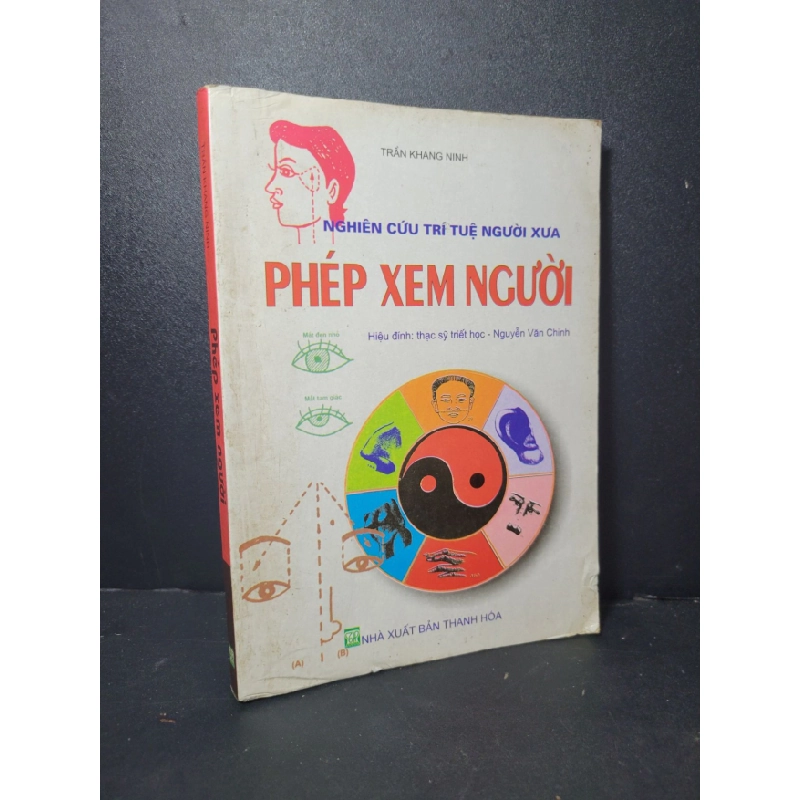 TRẦN KHANG NINH
NGHIÊN CỨU TRÍ TUỆ NGƯỜI XƯA
PHÉP XEM NGƯỜI
Hiệu đính: thạc sỹ triết học - Nguyễn Văn Chinh
(A)
(B)
NHÀ XUẤT BẢN THANH HÓA
phép xem người